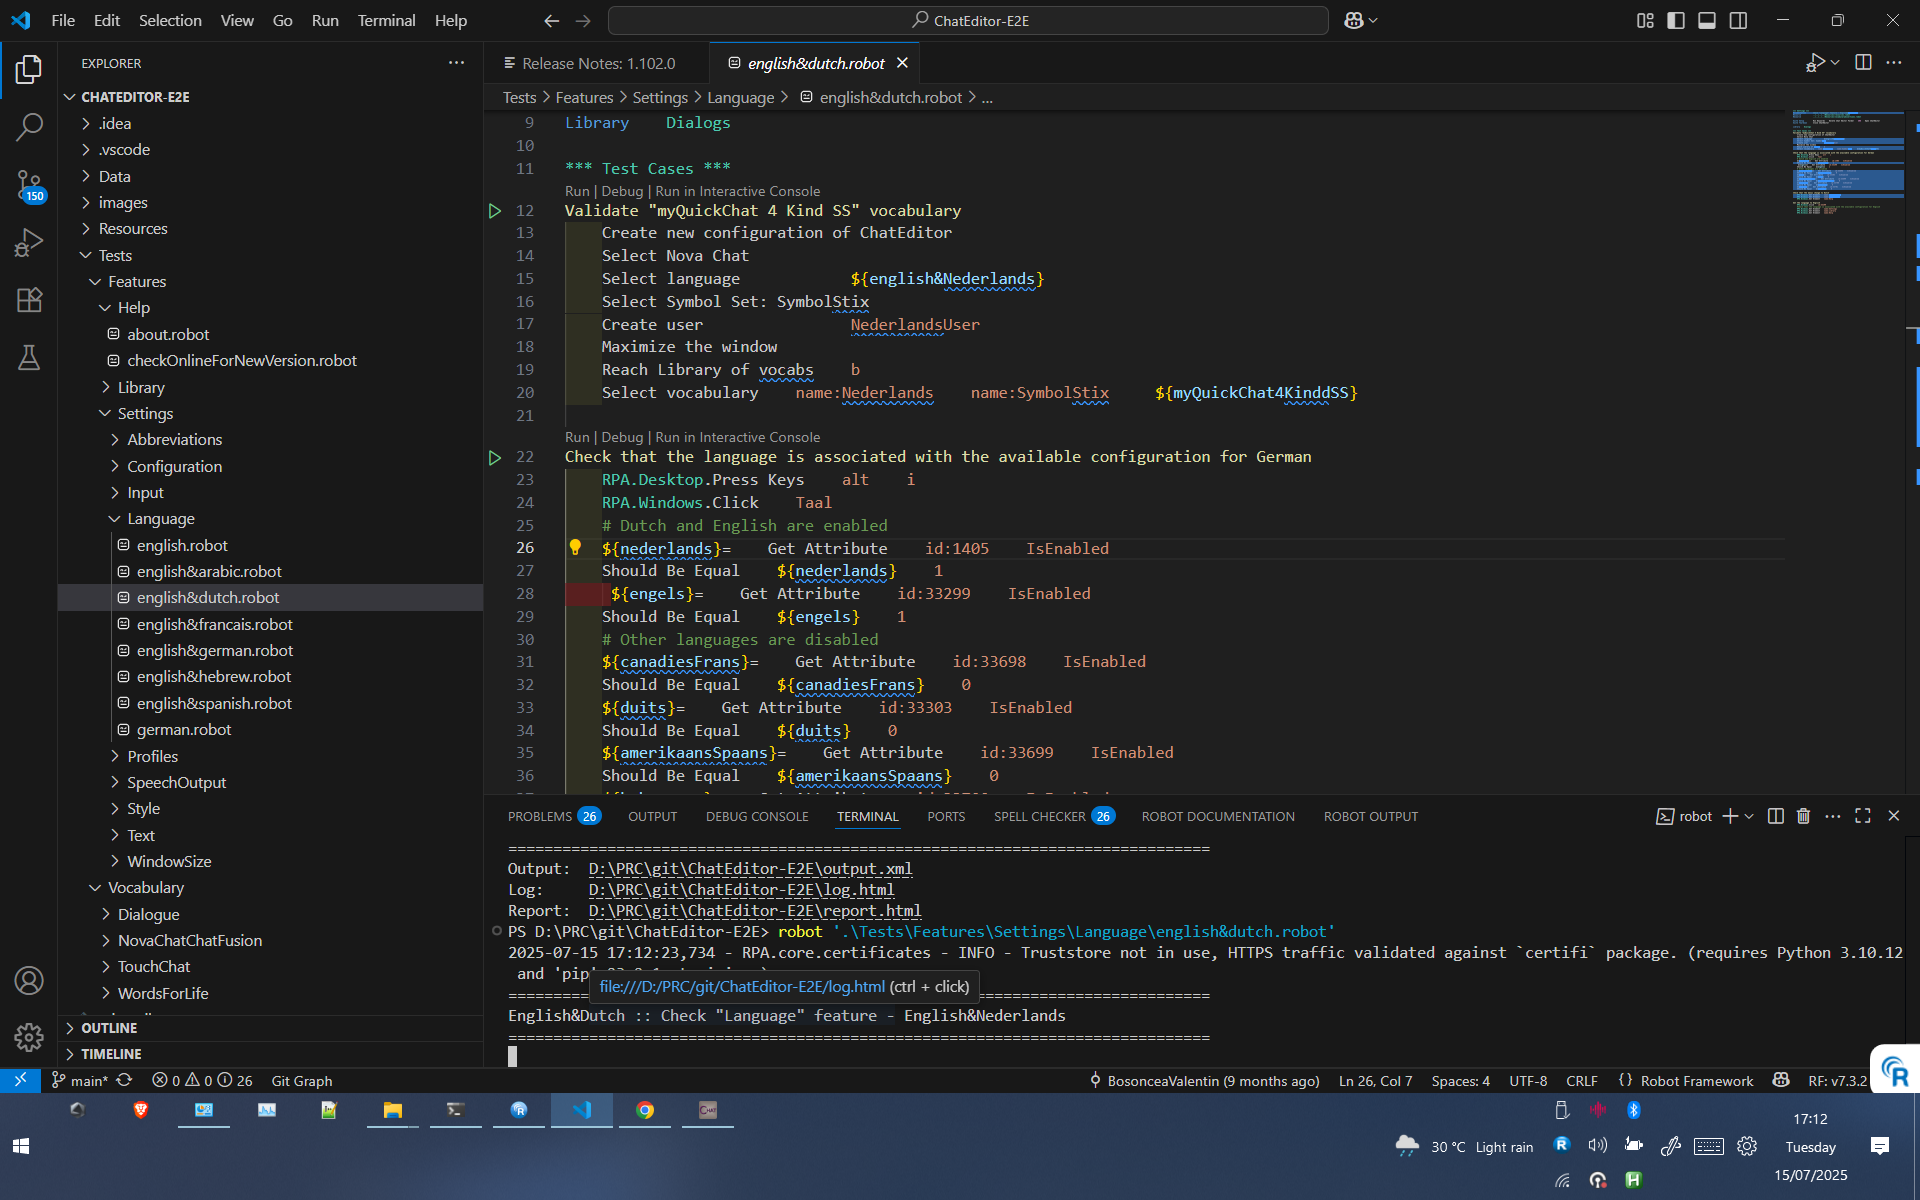 File Edit Selection View Go Run Terminal Help
ChatEditor-E2E
EXPLORER
Release Notes: 1.102.0
english&dutch.robot
CHATEDITOR-E2E
.idea
.vscode
Data
images
Resources
Tests
Features
Help
about.robot
checkOnlineForNewVersion.robot
Library
Settings
Abbreviations
Configuration
Input
Language
english.robot
english&arabic.robot
english&dutch.robot
english&francais.robot
english&german.robot
english&hebrew.robot
english&spanish.robot
german.robot
Profiles
SpeechOutput
Style
Text
WindowSize
Vocabulary
Dialogue
NovaChatChatFusion
TouchChat
WordsForLife
OUTLINE
TIMELINE
150
Tests > Features > Settings > Language > english&dutch.robot > ...
9 Library    Dialogs
10
11 *** Test Cases ***
Run | Debug | Run in Interactive Console
12 Validate "myQuickChat 4 Kind SS" vocabulary
13 Create new configuration of ChatEditor
14 Select Nova Chat
15 Select language            ${english&Nederlands}
16 Select Symbol Set: SymbolStix
17 Create user                NederlandsUser
18 Maximize the window
19 Reach Library of vocabs    b
20 Select vocabulary    name:Nederlands    name:SymbolStix     ${myQuickChat4KinddSS}
21
Run | Debug | Run in Interactive Console
22 Check that the language is associated with the available configuration for German
23 RPA.Desktop.Press Keys    alt    i
24 RPA.Windows.Click    Taal
25 # Dutch and English are enabled
26 ${nederlands}=    Get Attribute    id:1405    IsEnabled
27 Should Be Equal    ${nederlands}    1
28 ${engels}=    Get Attribute    id:33299    IsEnabled
29 Should Be Equal    ${engels}    1
30 # Other languages are disabled
31 ${canadiesFrans}=    Get Attribute    id:33698    IsEnabled
32 Should Be Equal    ${canadiesFrans}    0
33 ${duits}=    Get Attribute    id:33303    IsEnabled
34 Should Be Equal    ${duits}    0
35 ${amerikaansSpaans}=    Get Attribute    id:33699    IsEnabled
36 Should Be Equal    ${amerikaansSpaans}    0
PROBLEMS 26 OUTPUT DEBUG CONSOLE TERMINAL PORTS SPELL CHECKER 26 ROBOT DOCUMENTATION ROBOT OUTPUT
robot
==============================================================================
Output:  D:\PRC\git\ChatEditor-E2E\output.xml
Log:     D:\PRC\git\ChatEditor-E2E\log.html
Report:  D:\PRC\git\ChatEditor-E2E\report.html
PS D:\PRC\git\ChatEditor-E2E> robot '.\Tests\Features\Settings\Language\english&dutch.robot'
2025-07-15 17:12:23,734 - RPA.core.certificates - INFO - Truststore not in use, HTTPS traffic validated against `certifi` package. (requires Python 3.10.12
and 'pip
file:///D:/PRC/git/ChatEditor-E2E/log.html (ctrl + click)
==============================================================================
English&Dutch :: Check "Language" feature - English&Nederlands
==============================================================================
main* 0 0 26 Git Graph
BosonceaValentin (9 months ago) Ln 26, Col 7 Spaces: 4 UTF-8 CRLF {} Robot Framework RF: v7.3.2
30 °C Light rain
17:12
Tuesday
15/07/2025